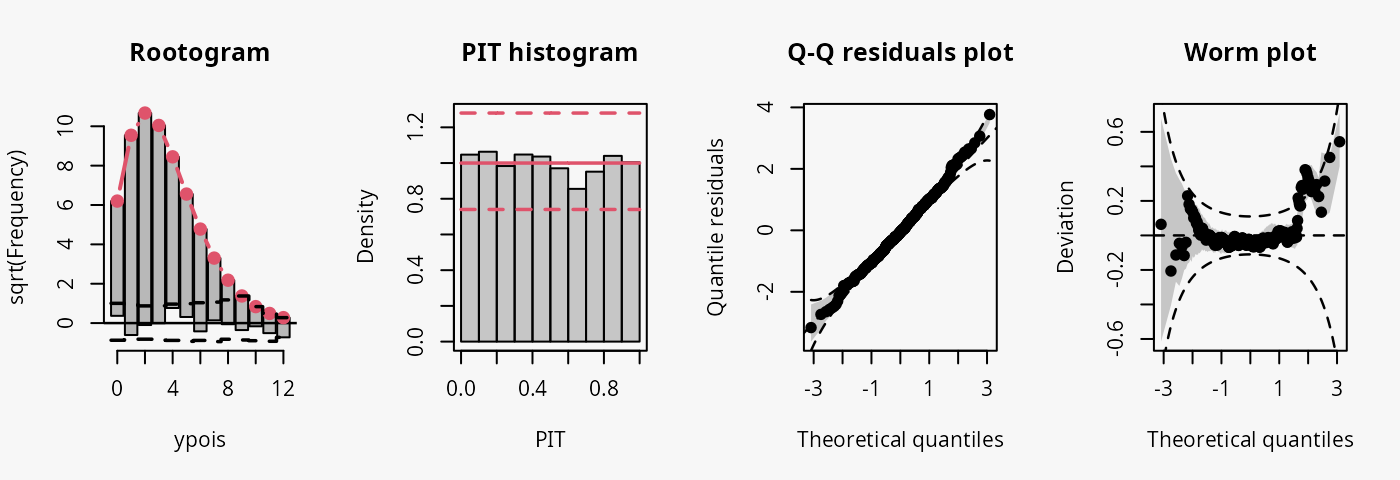 Rootogram
sqrt(Frequency)
10
8
6
4
2
0
0 4 8 12
ypois
PIT histogram
Density
1.2
0.8
0.4
0.0
0.0 0.4 0.8
PIT
Q-Q residuals plot
Quantile residuals
4
2
0
-2
-3 -1 1 3
Theoretical quantiles
Worm plot
Deviation
0.6
0.2
-0.2
-0.6
-3 -1 1 3
Theoretical quantiles